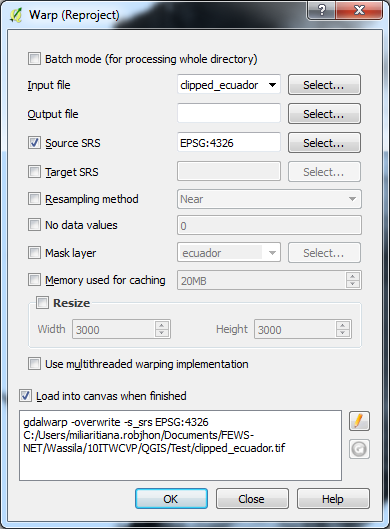 Warp (Reproject)
Batch mode (for processing whole directory)
Input file clipped_ecuador Select...
Output file Select...
Source SRS EPSG:4326 Select...
Target SRS Select...
Resampling method Near
No data values 0
Mask layer ecuador Select...
Memory used for caching 20MB
Resize
Width 3000 Height 3000
Use multithreaded warping implementation
Load into canvas when finished
gdalwarp -overwrite -s_srs EPSG:4326
C:/Users/miliaritiana.robjhon/Documents/FEWS-
NET/Wassila/10ITWCVP/QGIS/Test/clipped_ecuador.tif
OK Close Help